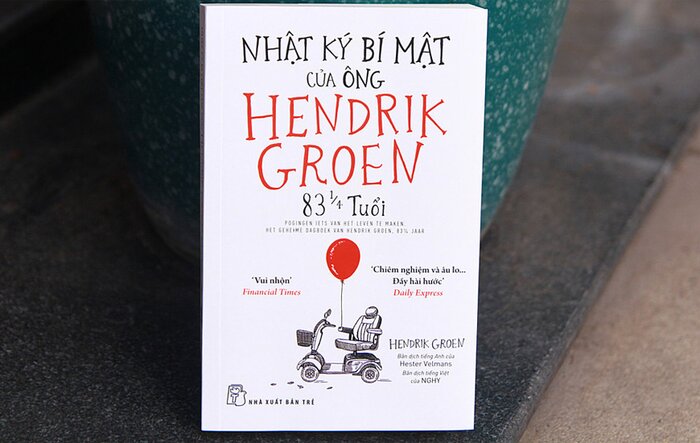 NHẬT KÝ BÍ MẬT
CỦA ÔNG
HENDRIK
GROEN
83 1/4 TUỔI
POGINGEN IETS VAN HET LEVEN TE MAKEN
HET GEHEIME DAGBOEK VAN HENDRIK GROEN, 83¼ JAAR
'Vui nhộn'
Financial Times
'Chiêm nghiệm và âu lo...
Đầy hài hước'
Daily Express
HENDRIK GROEN
Bản dịch tiếng Anh của
Hester Velmans
Bản dịch tiếng Việt
của NGHY
NHÀ XUẤT BẢN TRẺ